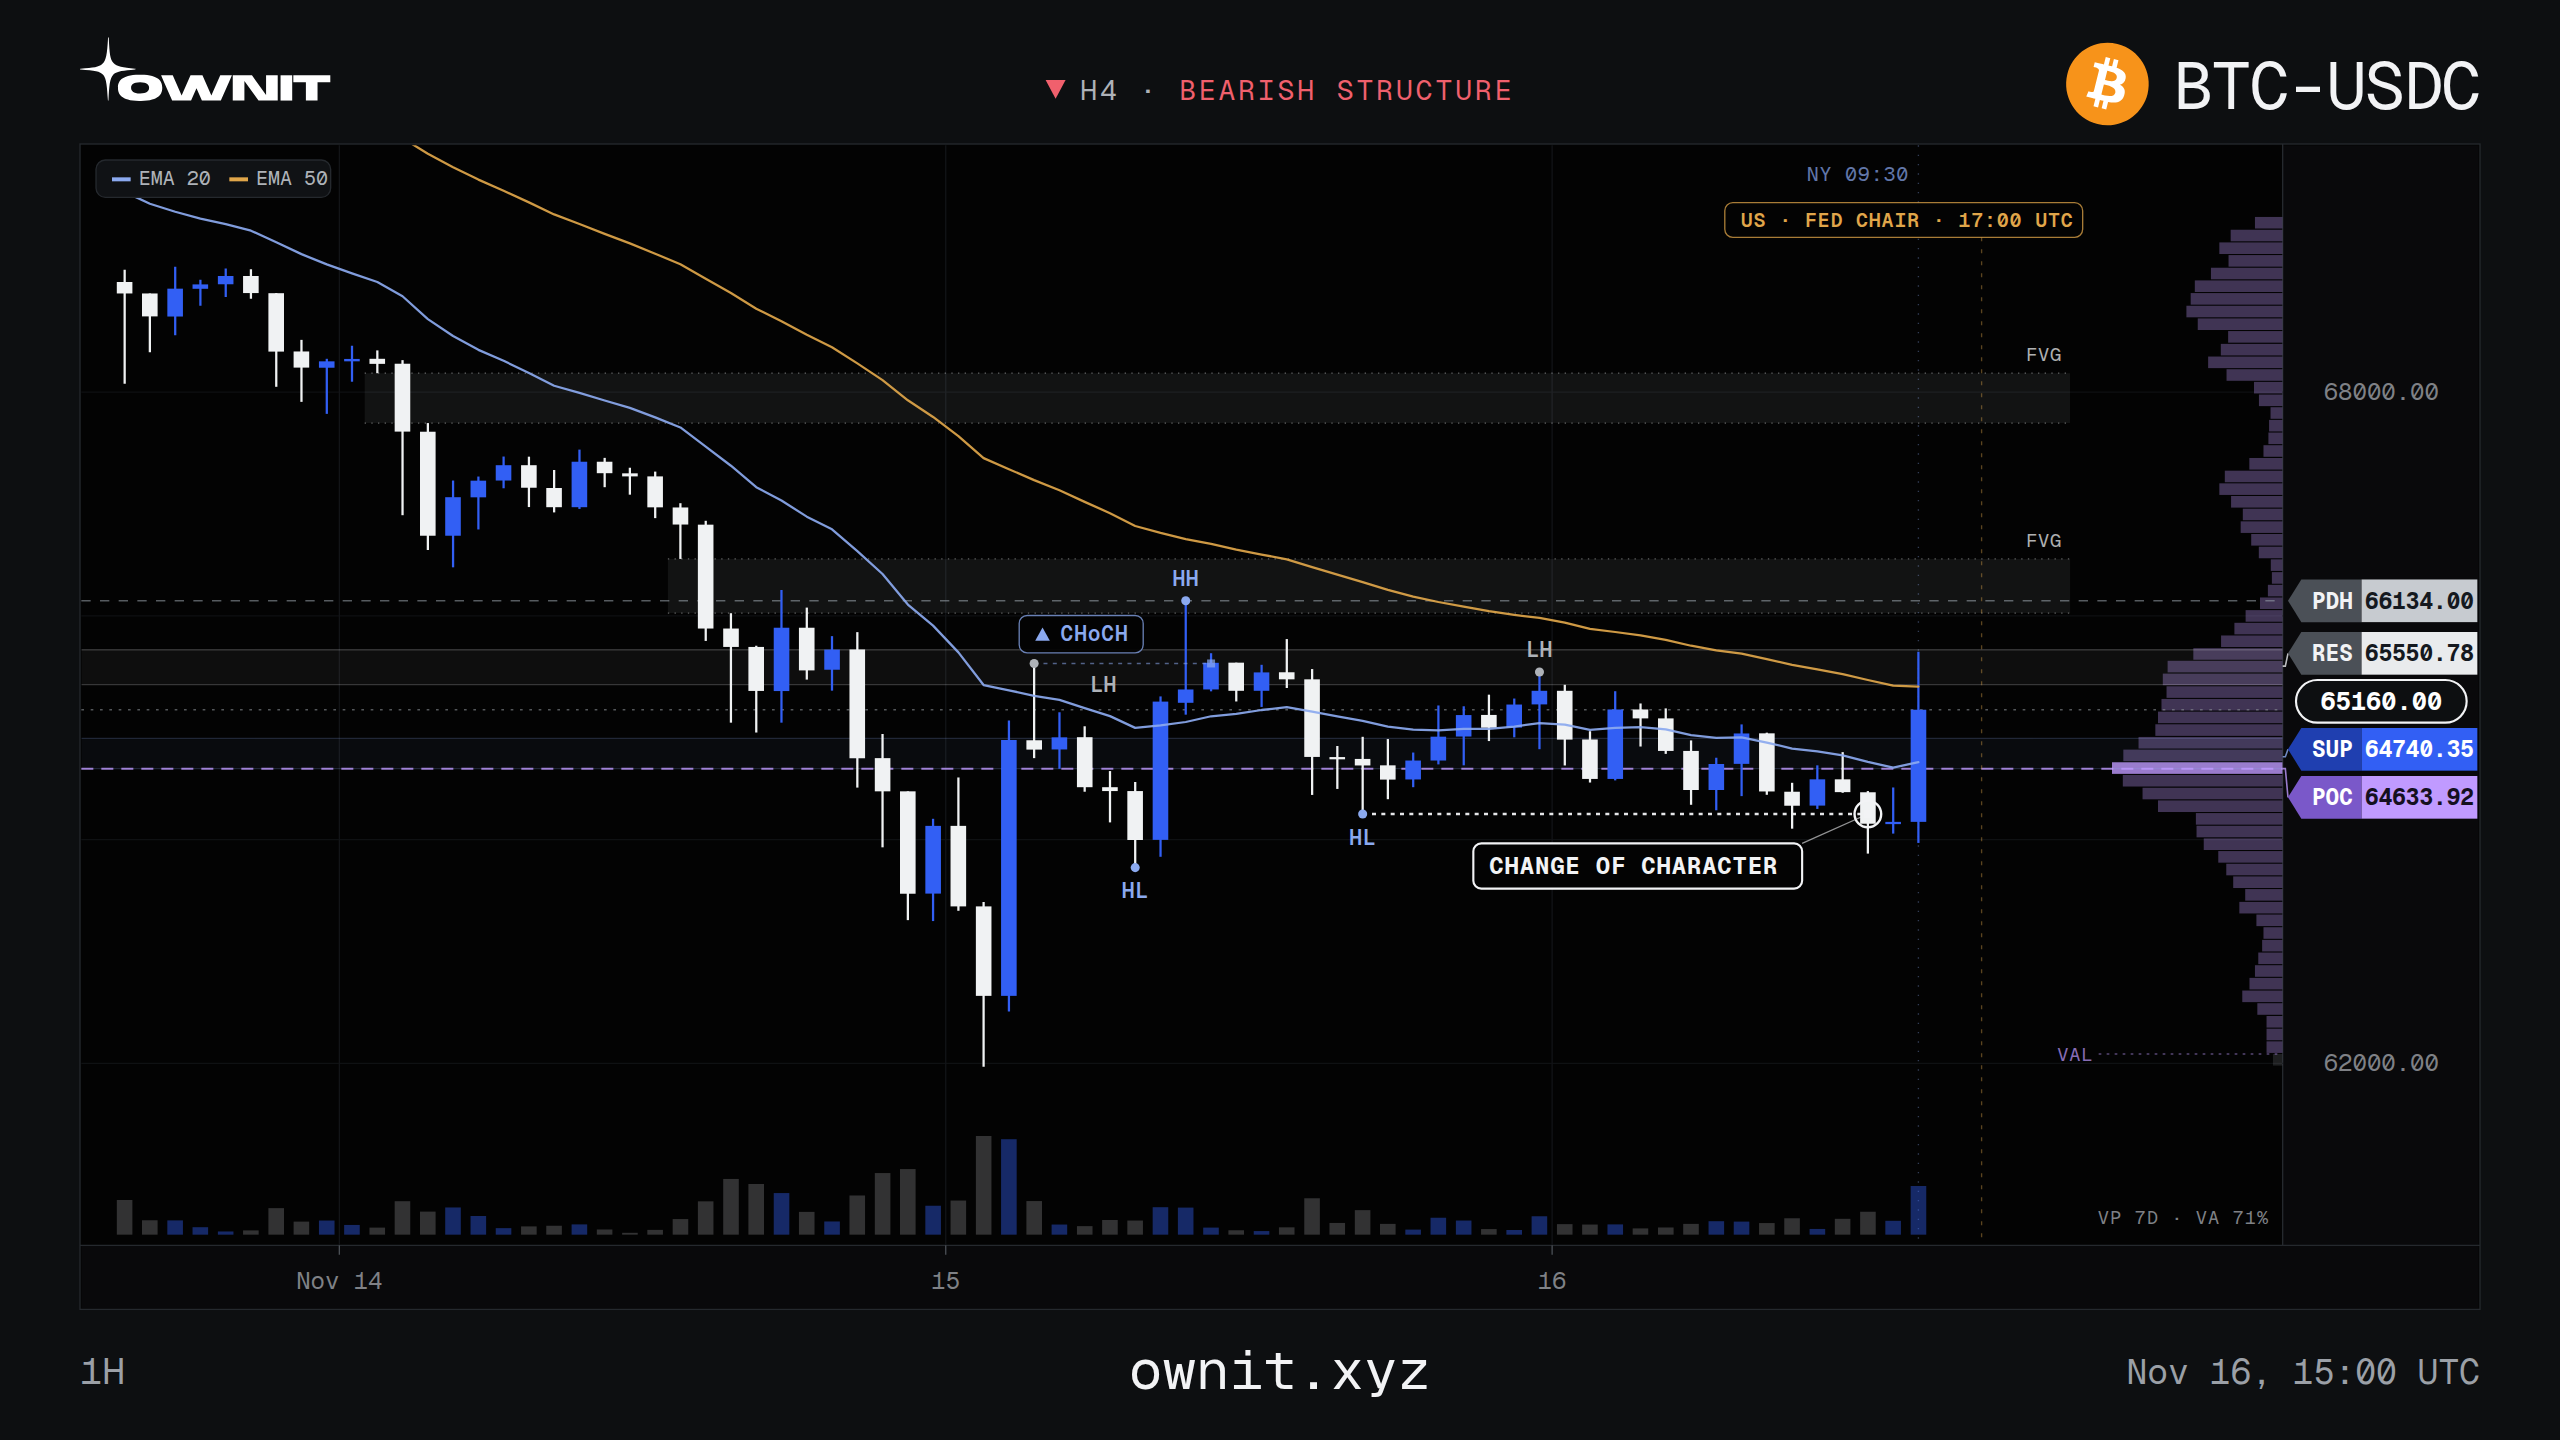 OWNIT
▼ H4 · BEARISH STRUCTURE
BTC-USDC
EMA 20 EMA 50
NY 09:30
US · FED CHAIR · 17:00 UTC
FVG
68000.00
FVG
HH
PDH 66134.00
▲ CHoCH
LH
RES 65550.78
LH
65160.00
SUP 64740.35
POC 64633.92
HL
CHANGE OF CHARACTER
HL
VAL
62000.00
VP 7D · VA 71%
Nov 14 15 16
1H
ownit.xyz
Nov 16, 15:00 UTC